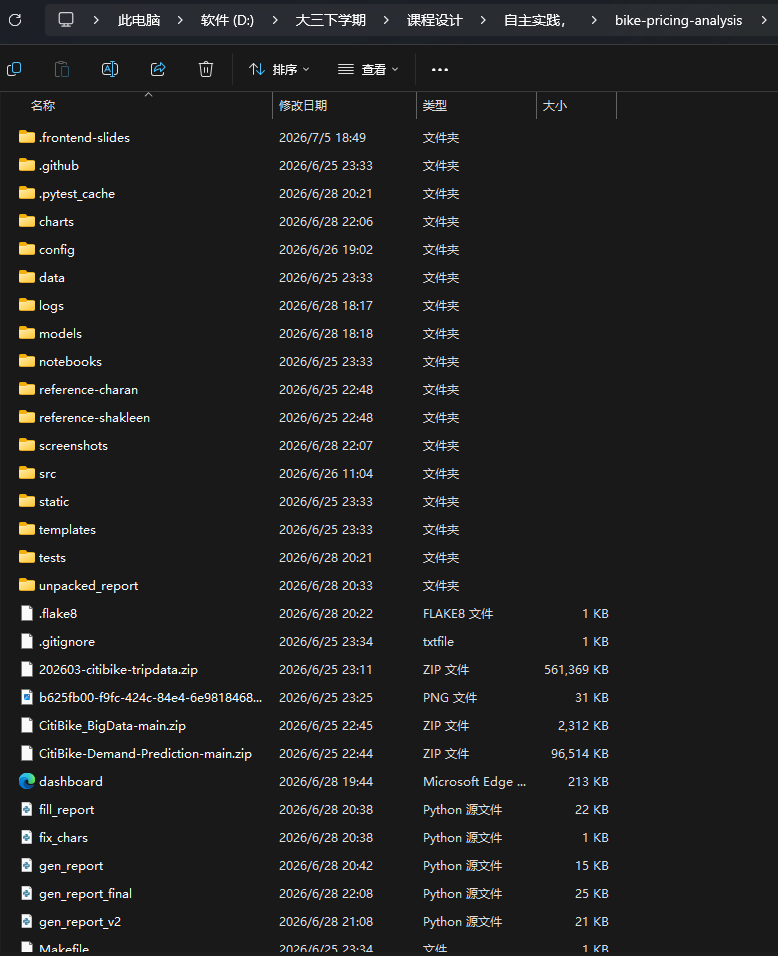 此电脑 > 软件 (D:) > 大三下学期 > 课程设计 > 自主实践, > bike-pricing-analysis >
排序 查看
名称 修改日期 类型 大小
.frontend-slides 2026/7/5 18:49 文件夹
.github 2026/6/25 23:33 文件夹
.pytest_cache 2026/6/28 20:21 文件夹
charts 2026/6/28 22:06 文件夹
config 2026/6/26 19:02 文件夹
data 2026/6/25 23:33 文件夹
logs 2026/6/28 18:17 文件夹
models 2026/6/28 18:18 文件夹
notebooks 2026/6/25 23:33 文件夹
reference-charan 2026/6/25 22:48 文件夹
reference-shakleen 2026/6/25 22:48 文件夹
screenshots 2026/6/28 22:07 文件夹
src 2026/6/26 11:04 文件夹
static 2026/6/25 23:33 文件夹
templates 2026/6/25 23:33 文件夹
tests 2026/6/28 20:21 文件夹
unpacked_report 2026/6/28 20:33 文件夹
.flake8 2026/6/28 20:22 FLAKE8 文件 1 KB
.gitignore 2026/6/25 23:34 txtfile 1 KB
202603-citibike-tripdata.zip 2026/6/25 23:11 ZIP 文件 561,369 KB
b625fb00-f9fc-424c-84e4-6e9818468... 2026/6/25 23:25 PNG 文件 31 KB
CitiBike_BigData-main.zip 2026/6/25 22:45 ZIP 文件 2,312 KB
CitiBike-Demand-Prediction-main.zip 2026/6/25 22:44 ZIP 文件 96,514 KB
dashboard 2026/6/28 19:44 Microsoft Edge ... 213 KB
fill_report 2026/6/28 20:38 Python 源文件 22 KB
fix_chars 2026/6/28 20:38 Python 源文件 1 KB
gen_report 2026/6/28 20:42 Python 源文件 15 KB
gen_report_final 2026/6/28 22:08 Python 源文件 25 KB
gen_report_v2 2026/6/28 21:08 Python 源文件 21 KB
Makefile 2026/6/25 23:34 文件 1 KB